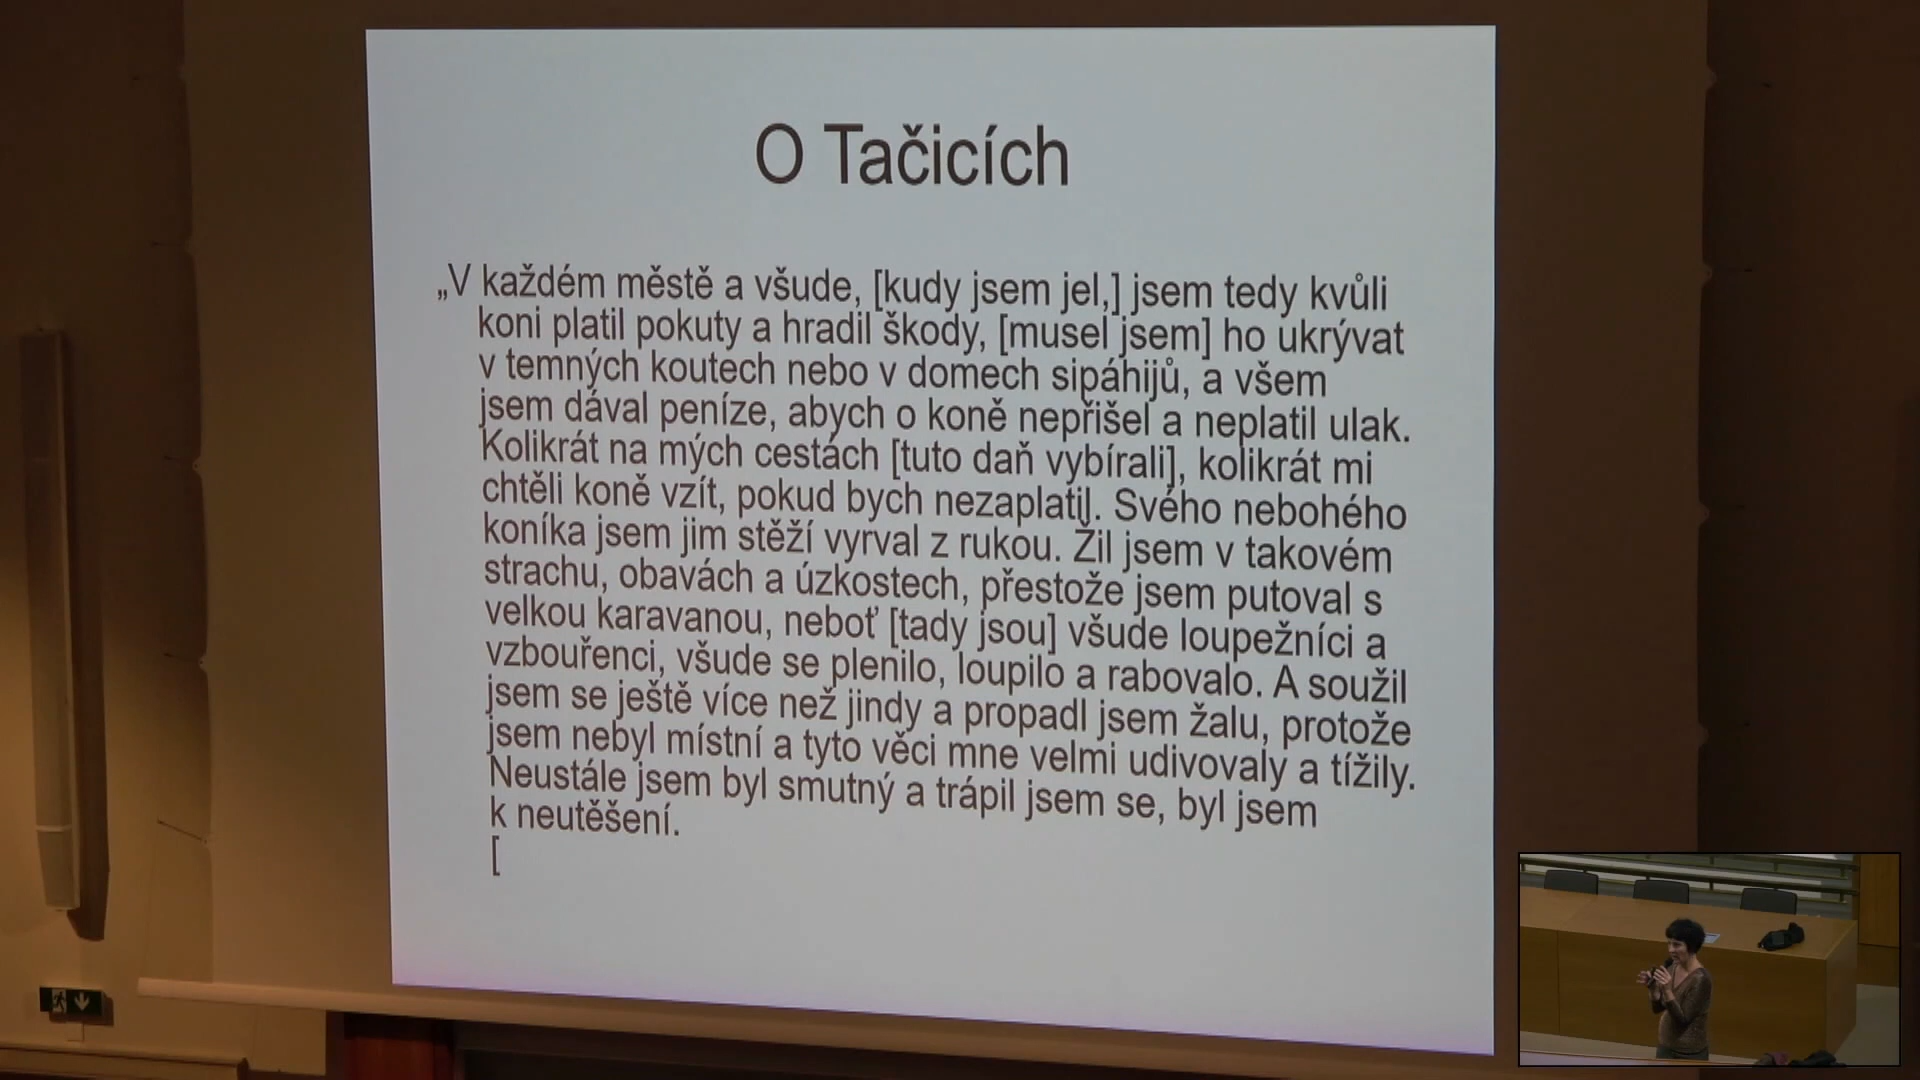 O Tačicích
„V každém městě a všude, [kudy jsem jel,] jsem tedy kvůli
koni platil pokuty a hradil škody, [musel jsem] ho ukrývat
v temných koutech nebo v domech sipáhijů, a všem
jsem dával peníze, abych o koně nepřišel a neplatil ulak.
Kolikrát na mých cestách [tuto daň vybírali], kolikrát mi
chtěli koně vzít, pokud bych nezaplatil. Svého nebohého
koníka jsem jim stěží vyrval z rukou. Žil jsem v takovém
strachu, obavách a úzkostech, přestože jsem putoval s
velkou karavanou, neboť [tady jsou] všude loupežníci a
vzbouřenci, všude se plenilo, loupilo a rabovalo. A soužil
jsem se ještě více než jindy a propadl jsem žalu, protože
jsem nebyl místní a tyto věci mne velmi udivovaly a tížily.
Neustále jsem byl smutný a trápil jsem se, byl jsem
k neutěšení.
[